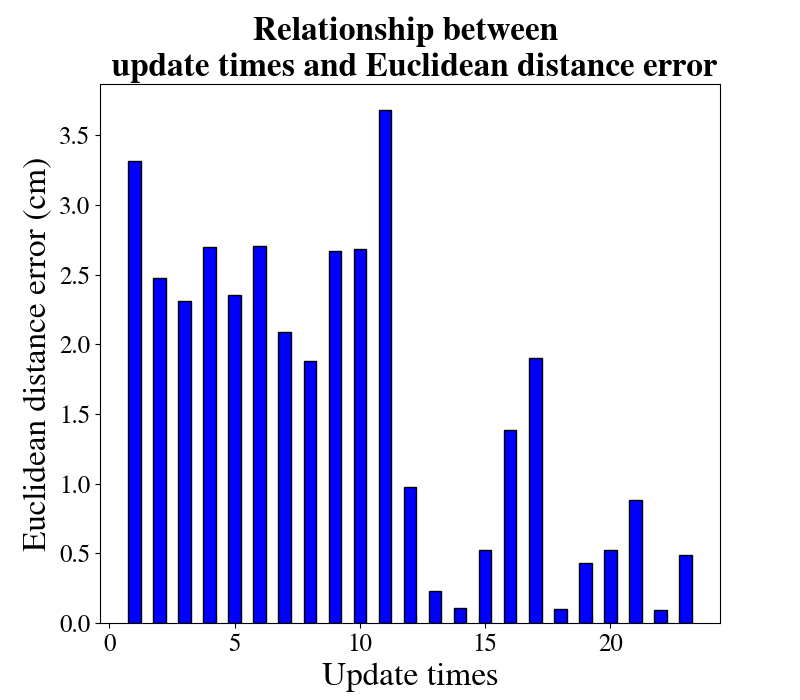 Relationship between
update times and Euclidean distance error
Euclidean distance error (cm)
3.5
3.0
2.5
2.0
1.5
1.0
0.5
0.0
0 5 10 15 20
Update times